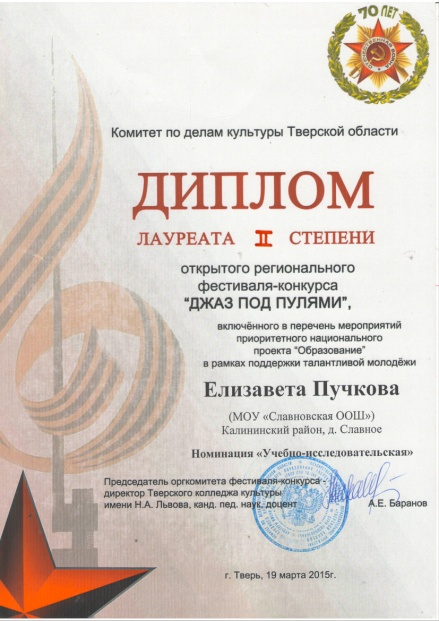 70 ЛЕТ
Комитет по делам культуры Тверской области
ДИПЛОМ
ЛАУРЕАТА II СТЕПЕНИ
открытого регионального
фестиваля-конкурса
"ДЖАЗ ПОД ПУЛЯМИ",
включённого в перечень мероприятий
приоритетного национального
проекта "Образование"
в рамках поддержки талантливой молодёжи
Елизавета Пучкова
(МОУ «Славновская ООШ»)
Калининский район, д. Славное
Номинация «Учебно-исследовательская»
Председатель оргкомитета фестиваля-конкурса -
директор Тверского колледжа культуры
имени Н.А. Львова, канд. пед. наук, доцент
А.Е. Баранов
г. Тверь, 19 марта 2015г.